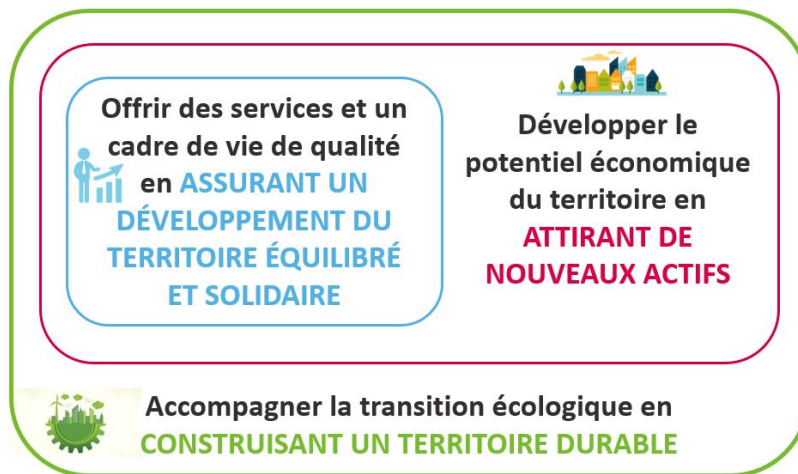 Offrir des services et un
cadre de vie de qualité
en ASSURANT UN
DÉVELOPPEMENT DU
TERRITOIRE ÉQUILIBRÉ
ET SOLIDAIRE
Développer le
potentiel économique
du territoire en
ATTIRANT DE
NOUVEAUX ACTIFS
Accompagner la transition écologique en
CONSTRUISANT UN TERRITOIRE DURABLE